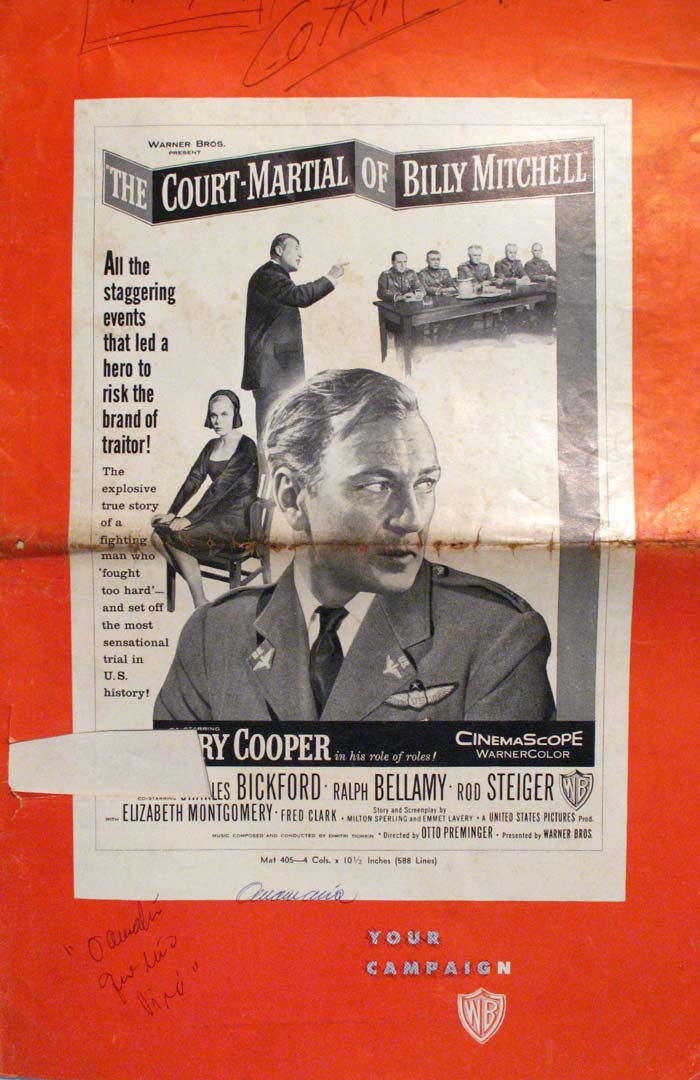 COTRIM
WARNER BROS.
PRESENT
"THE COURT-MARTIAL OF BILLY MITCHELL"
All the
staggering
events
that led a
hero to
risk the
brand of
traitor!
The
explosive
true story
of a
fighting
man who
'fought
too hard'—
and set off
the most
sensational
trial in
U.S.
history!
RY COOPER in his role of roles!
CINEMASCOPE
WARNERCOLOR
CO-STARRING CHARLES BICKFORD · RALPH BELLAMY · ROD STEIGER WB
WITH ELIZABETH MONTGOMERY · FRED CLARK · Story and Screenplay by MILTON SPERLING and EMMET LAVERY · A UNITED STATES PICTURES Prod.
MUSIC COMPOSED AND CONDUCTED BY DIMITRI TIOMKIN · Directed by OTTO PREMINGER · Presented by WARNER BROS.
Mat 405—4 Cols. x 10½ Inches (588 Lines)
YOUR
CAMPAIGN
WB